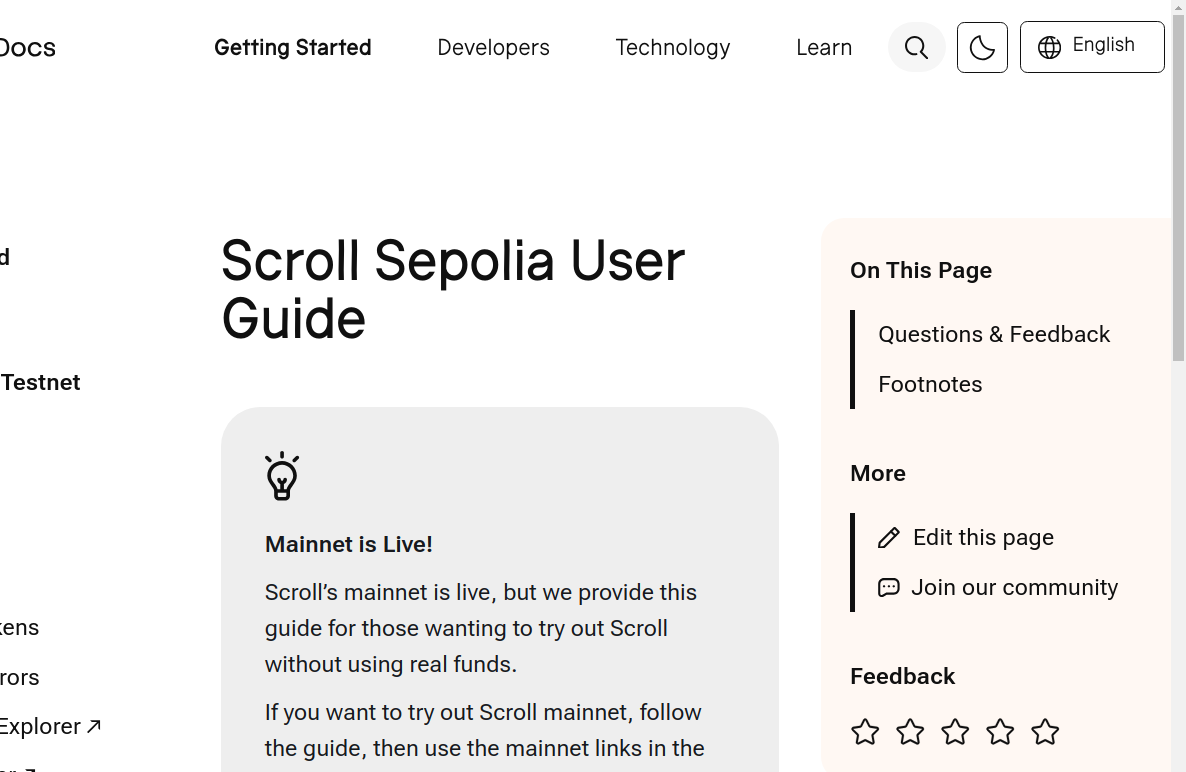 Docs
Getting Started
Developers
Technology
Learn
English
d
Testnet
kens
rors
Explorer
Scroll Sepolia User
Guide
Mainnet is Live!
Scroll’s mainnet is live, but we provide this
guide for those wanting to try out Scroll
without using real funds.
If you want to try out Scroll mainnet, follow
the guide, then use the mainnet links in the
On This Page
Questions & Feedback
Footnotes
More
Edit this page
Join our community
Feedback